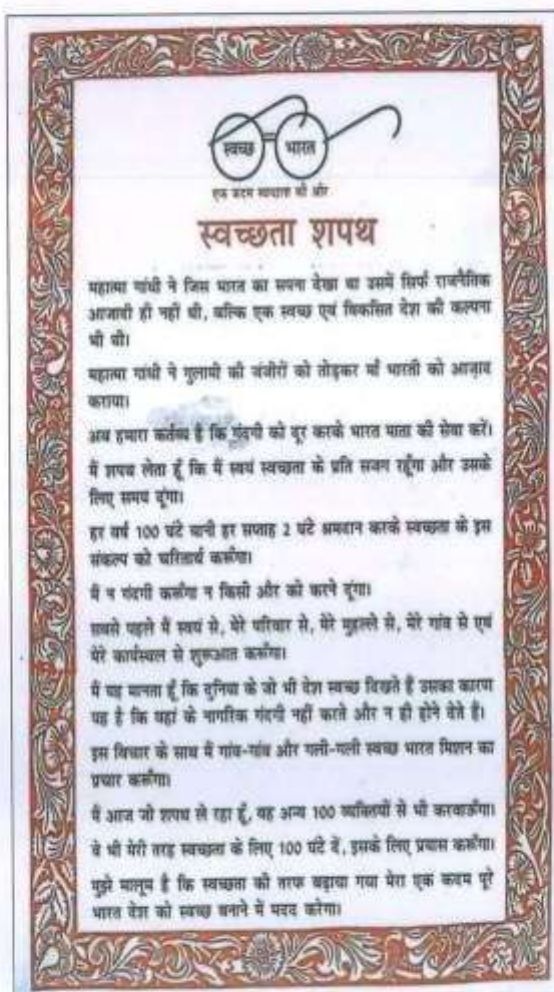 स्वच्छ भारत
एक कदम स्वच्छता की ओर
स्वच्छता शपथ
महात्मा गांधी ने जिस भारत का सपना देखा था उसमें सिर्फ राजनैतिक
आजादी ही नहीं थी, बल्कि एक स्वच्छ एवं विकसित देश की कल्पना
भी थी।
महात्मा गांधी ने गुलामी की जंजीरों को तोड़कर माँ भारती को आज़ाद
कराया।
अब हमारा कर्तव्य है कि गंदगी को दूर करके भारत माता की सेवा करें।
मैं शपथ लेता हूँ कि मैं स्वयं स्वच्छता के प्रति सजग रहूँगा और उसके
लिए समय दूंगा।
हर वर्ष 100 घंटे यानी हर सप्ताह 2 घंटे श्रमदान करके स्वच्छता के इस
संकल्प को चरितार्थ करूँगा।
मैं न गंदगी करूँगा न किसी और को करने दूंगा।
सबसे पहले मैं स्वयं से, मेरे परिवार से, मेरे मुहल्ले से, मेरे गांव से एवं
मेरे कार्यस्थल से शुरूआत करूँगा।
मैं यह मानता हूँ कि दुनिया के जो भी देश स्वच्छ दिखते हैं उसका कारण
यह है कि वहां के नागरिक गंदगी नहीं करते और न ही होने देते हैं।
इस विचार के साथ मैं गांव-गांव और गली-गली स्वच्छ भारत मिशन का
प्रचार करूँगा।
मैं आज जो शपथ ले रहा हूँ, वह अन्य 100 व्यक्तियों से भी करवाऊँगा।
वे भी मेरी तरह स्वच्छता के लिए 100 घंटे दें, इसके लिए प्रयास करूँगा।
मुझे मालूम है कि स्वच्छता की तरफ बढ़ाया गया मेरा एक कदम पूरे
भारत देश को स्वच्छ बनाने में मदद करेगा।